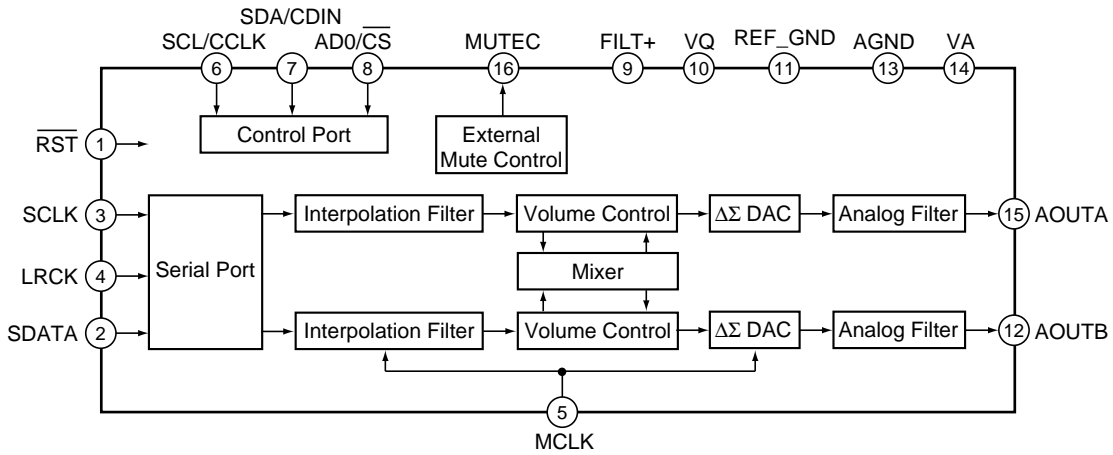 SDA/CDIN
SCL/CCLK
AD0/CS
MUTEC
FILT+
VQ
REF_GND
AGND
VA
6
7
8
16
9
10
11
13
14
RST
1
Control Port
External
Mute Control
SCLK
3
Serial Port
Interpolation Filter
Volume Control
ΔΣ DAC
Analog Filter
15
AOUTA
LRCK
4
Mixer
SDATA
2
Interpolation Filter
Volume Control
ΔΣ DAC
Analog Filter
12
AOUTB
5
MCLK